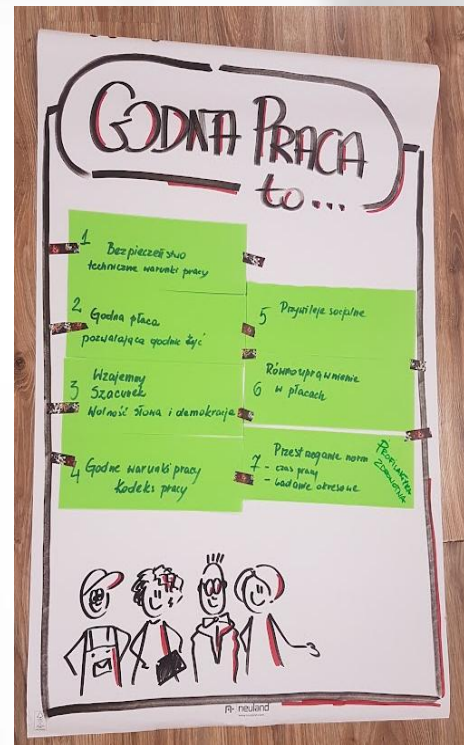 GODNA PRACA
to...
1 Bezpieczeństwo
techniczne warunki pracy
2 Godna płaca
pozwalająca godnie żyć
3 Wzajemny
Szacunek
Wolność słowa i demokracja
4 Godne warunki pracy
Kodeks pracy
5 Przywileje socjalne
6 Równouprawnienie
w płacach
7 Przestrzeganie norm
- czas pracy
- badanie okresowe
PROFILAKTYKA
ZDROWOTNA
neuland